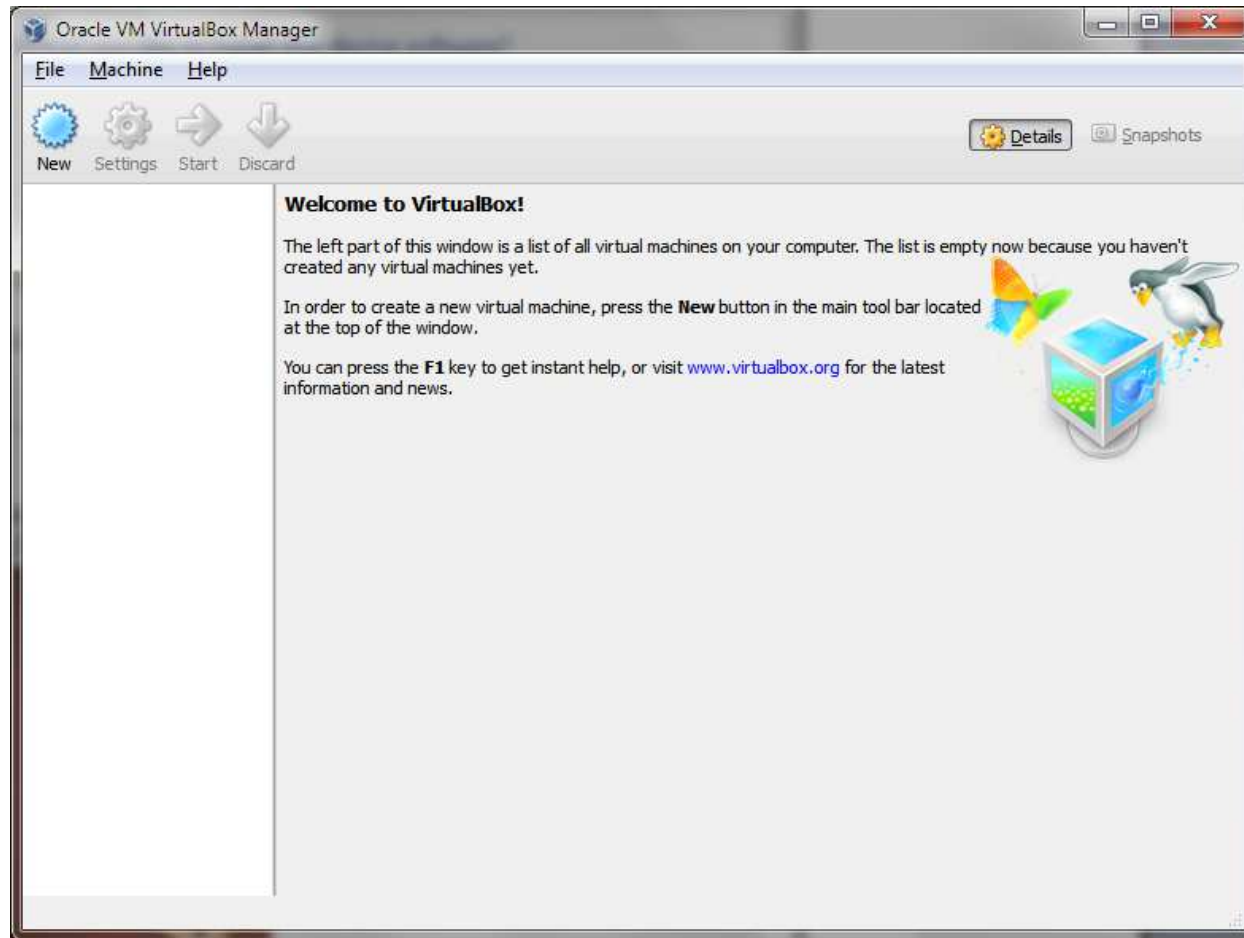 Oracle VM VirtualBox Manager
File Machine Help
New Settings Start Discard
Details Snapshots
Welcome to VirtualBox!
The left part of this window is a list of all virtual machines on your computer. The list is empty now because you haven't
created any virtual machines yet.
In order to create a new virtual machine, press the New button in the main tool bar located
at the top of the window.
You can press the F1 key to get instant help, or visit www.virtualbox.org for the latest
information and news.